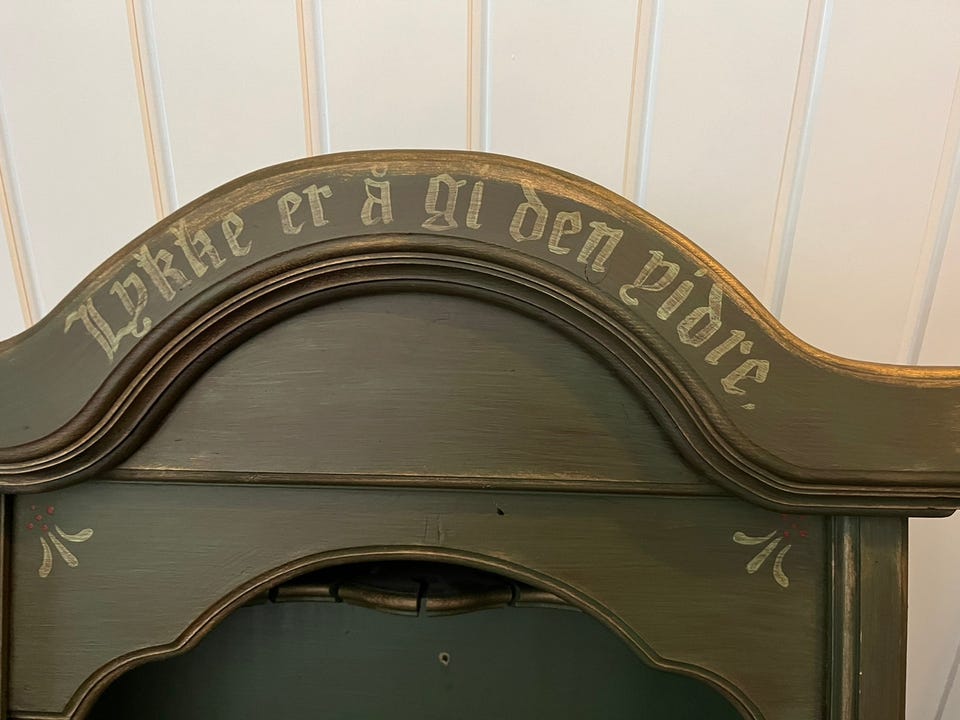 Lykke er å gi den vidre.